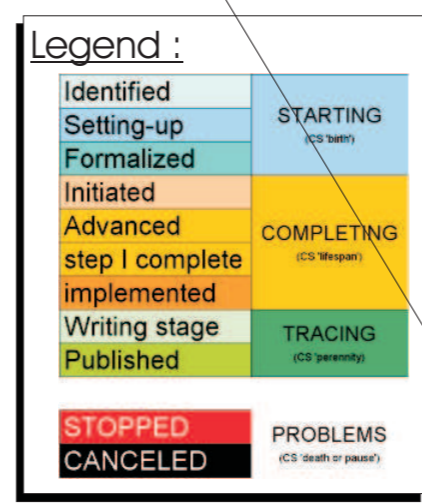 Legend :
Identified
Setting-up
Formalized
STARTING
(CS 'birth')
Initiated
Advanced
step I complete
implemented
COMPLETING
(CS 'lifespan')
Writing stage
Published
TRACING
(CS 'perennity)
STOPPED
CANCELED
PROBLEMS
(CS 'death or pause')